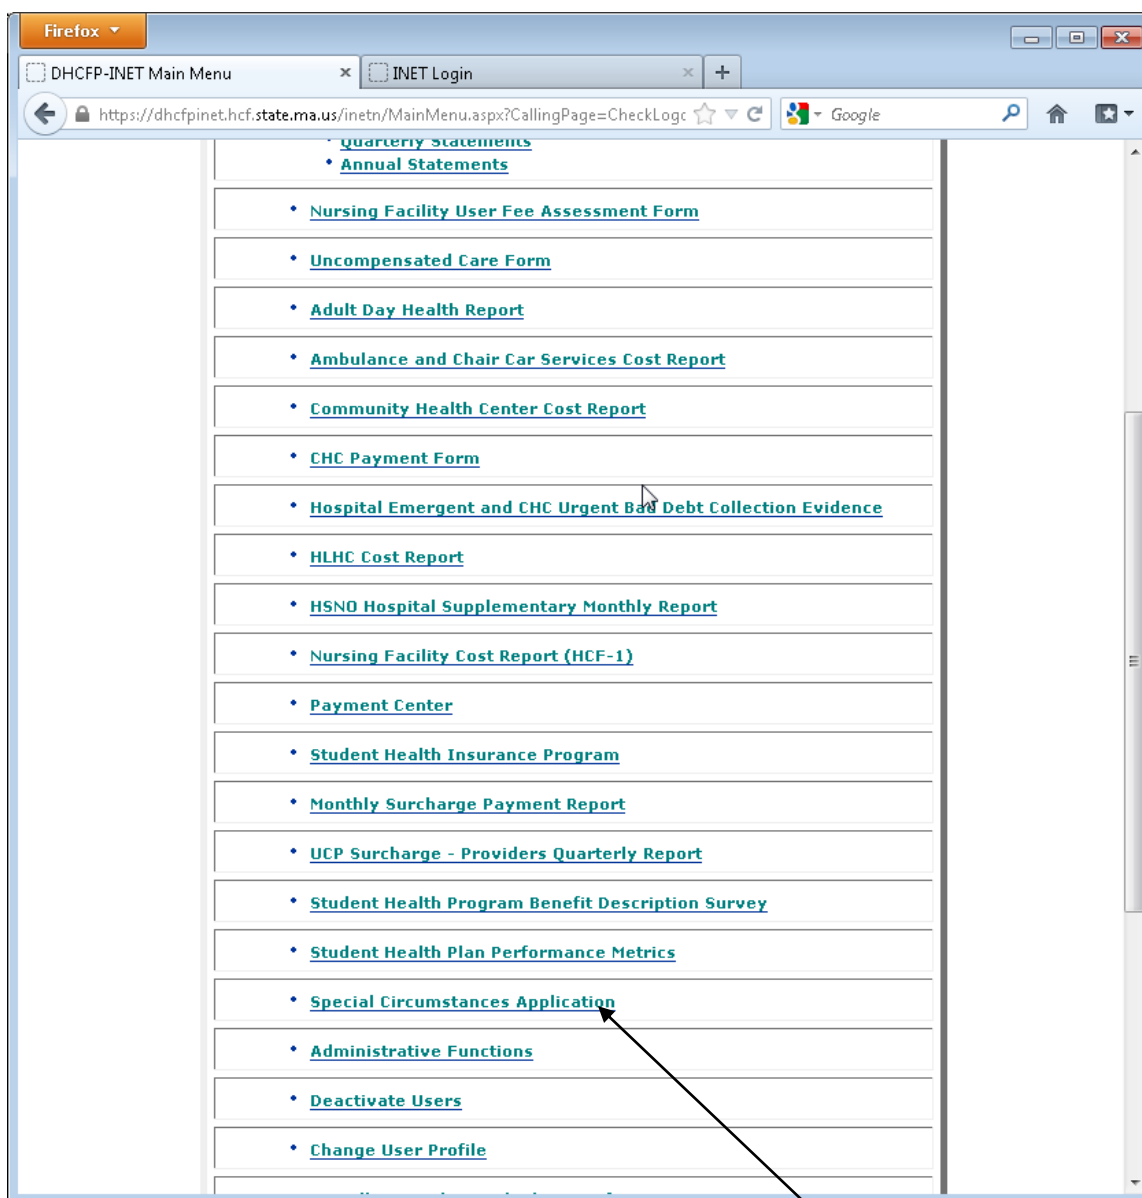 Firefox
DHCFP-INET Main Menu
INET Login
https://dhcfpinet.hcf.state.ma.us/inetn/MainMenu.aspx?CallingPage=CheckLogo
Google
Quarterly Statements
Annual Statements
Nursing Facility User Fee Assessment Form
Uncompensated Care Form
Adult Day Health Report
Ambulance and Chair Car Services Cost Report
Community Health Center Cost Report
CHC Payment Form
Hospital Emergent and CHC Urgent Bad Debt Collection Evidence
HLHC Cost Report
HSNO Hospital Supplementary Monthly Report
Nursing Facility Cost Report (HCF-1)
Payment Center
Student Health Insurance Program
Monthly Surcharge Payment Report
UCP Surcharge - Providers Quarterly Report
Student Health Program Benefit Description Survey
Student Health Plan Performance Metrics
Special Circumstances Application
Administrative Functions
Deactivate Users
Change User Profile